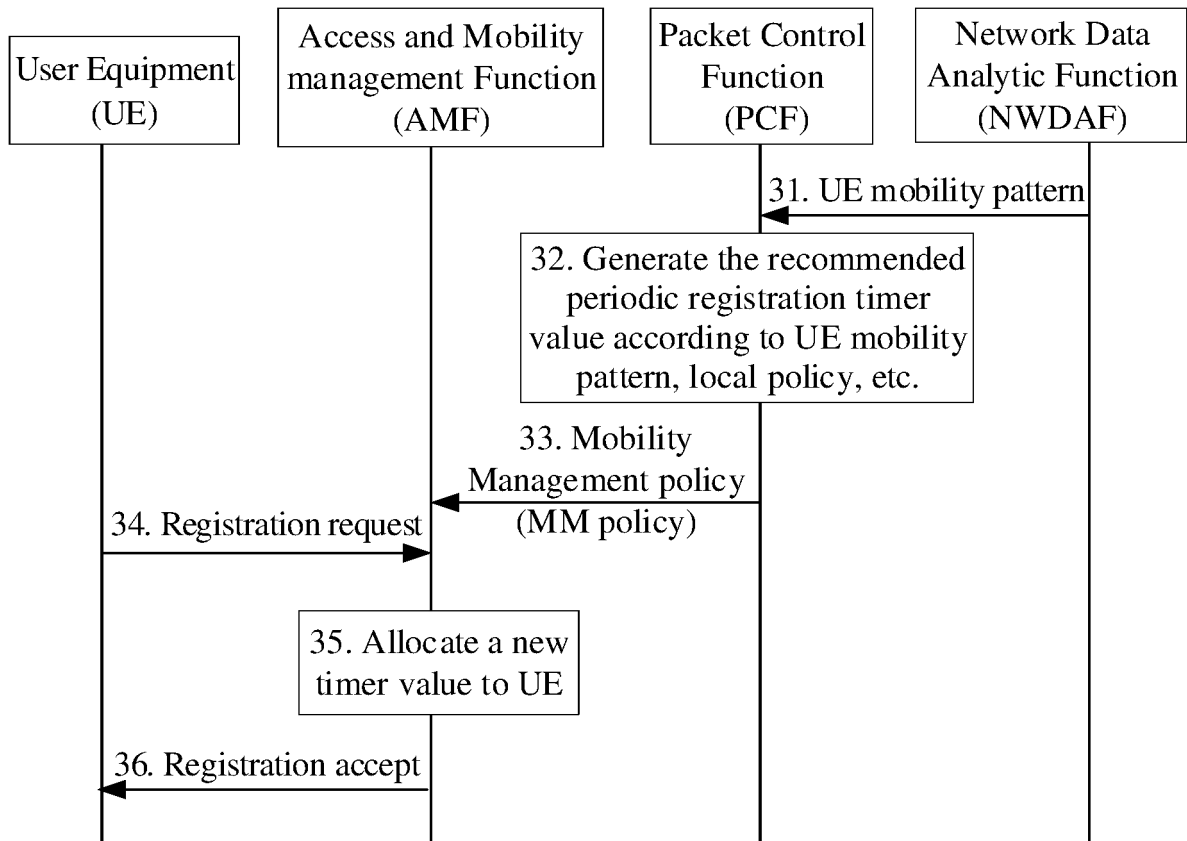 User Equipment
(UE)
Access and Mobility
management Function
(AMF)
Packet Control
Function
(PCF)
Network Data
Analytic Function
(NWDAF)
31. UE mobility pattern
32. Generate the recommended
periodic registration timer
value according to UE mobility
pattern, local policy, etc.
33. Mobility
Management policy
(MM policy)
34. Registration request
35. Allocate a new
timer value to UE
36. Registration accept